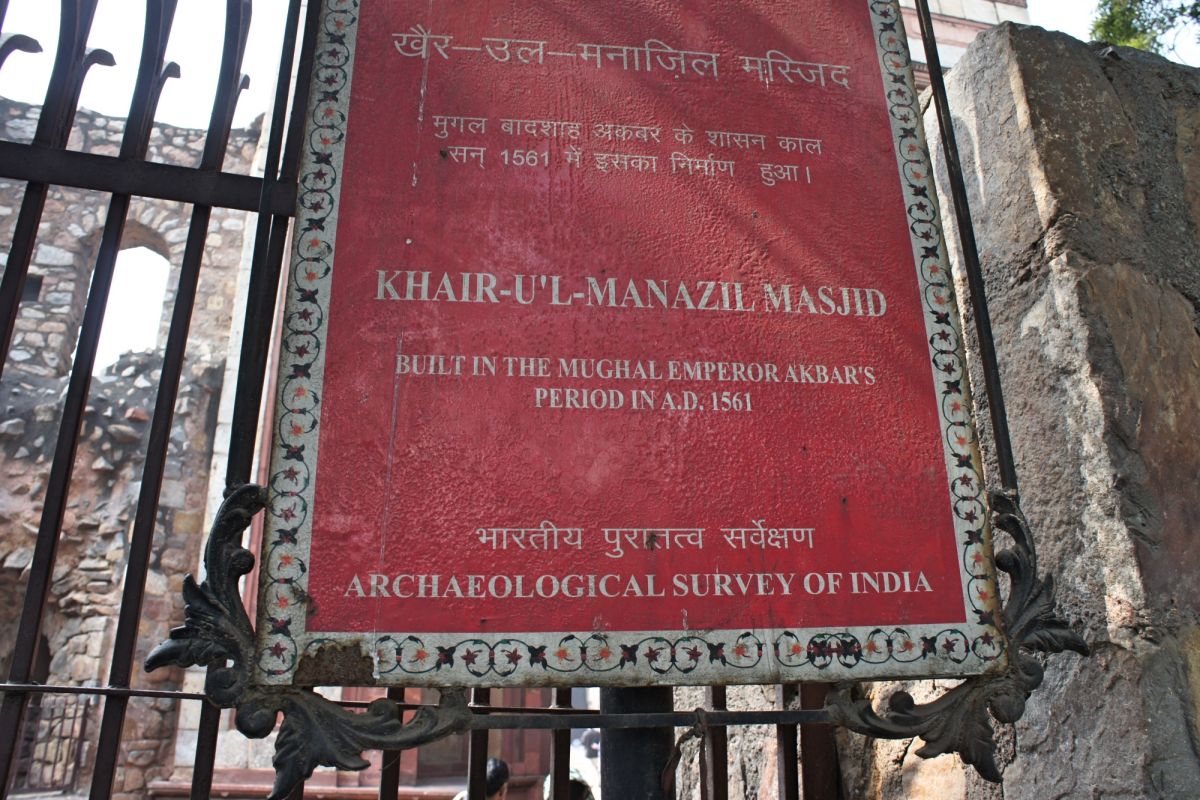 खैर–उल–मनाज़िल मस्जिद
मुगल बादशाह अकबर के शासन काल
सन् 1561 में इसका निर्माण हुआ।
KHAIR-U'L-MANAZIL MASJID
BUILT IN THE MUGHAL EMPEROR AKBAR'S
PERIOD IN A.D. 1561
भारतीय पुरातत्व सर्वेक्षण
ARCHAEOLOGICAL SURVEY OF INDIA